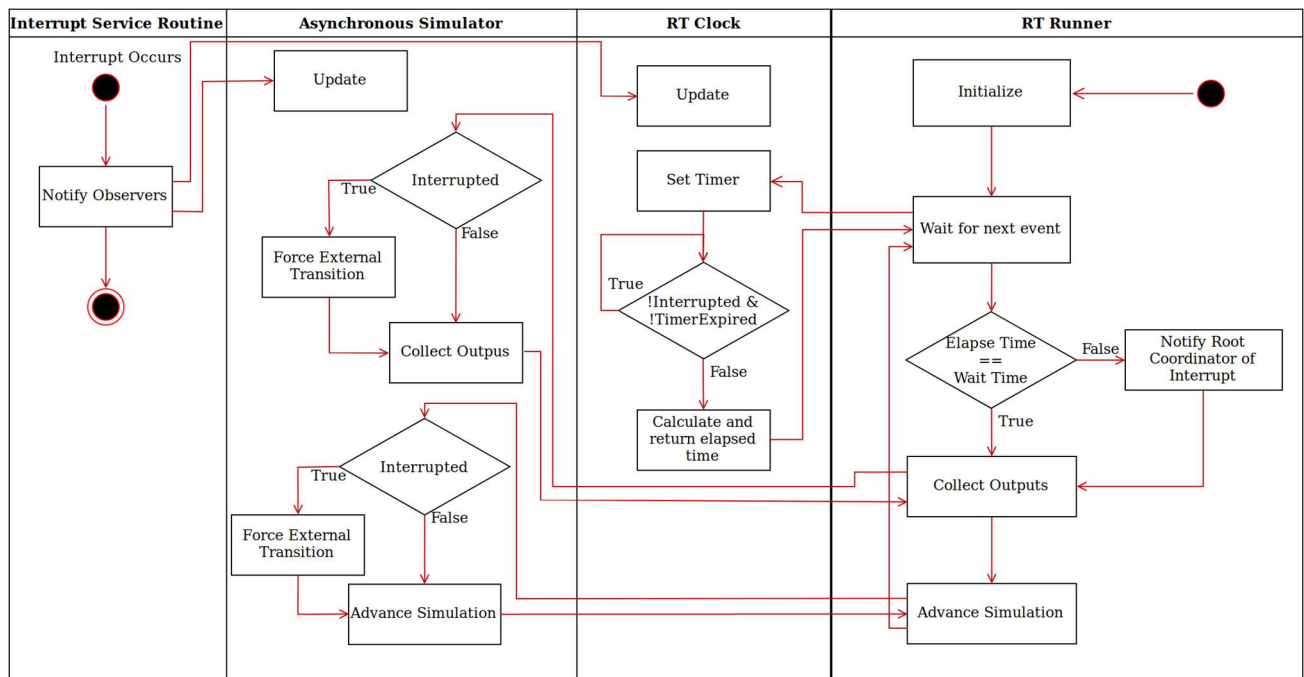 Interrupt Service Routine
Asynchronous Simulator
RT Clock
RT Runner
Interrupt Occurs
Notify Observers
Update
Interrupted
True
False
Force External
Transition
Collect Outpus
Interrupted
True
False
Force External
Transition
Advance Simulation
Update
Set Timer
!Interrupted &
!TimerExpired
True
False
Calculate and
return elapsed
time
Initialize
Wait for next event
Elapse Time
==
Wait Time
False
True
Notify Root
Coordinator of
Interrupt
Collect Outputs
Advance Simulation